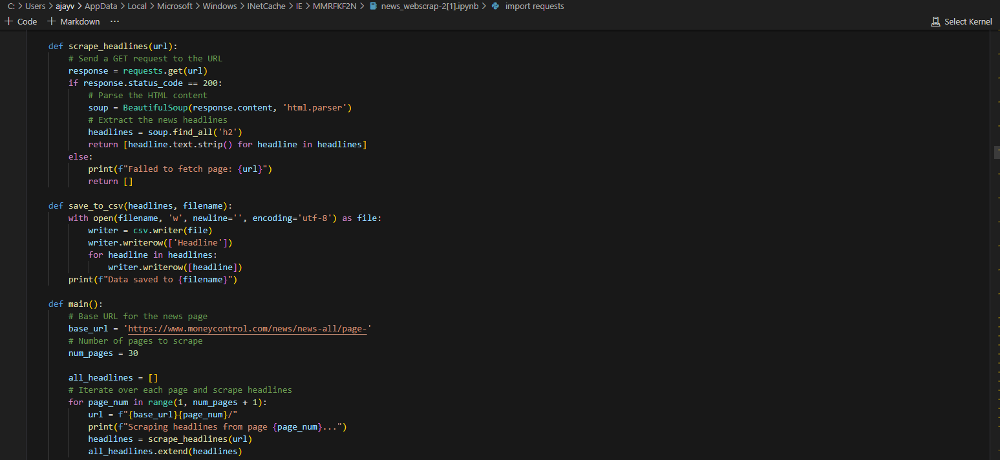 C: > Users > ajayv > AppData > Local > Microsoft > Windows > INetCache > IE > MMRFKF2N > news_webscrap-2[1].ipynb > import requests
+ Code + Markdown ··· Select Kernel
def scrape_headlines(url):
    # Send a GET request to the URL
    response = requests.get(url)
    if response.status_code == 200:
        # Parse the HTML content
        soup = BeautifulSoup(response.content, 'html.parser')
        # Extract the news headlines
        headlines = soup.find_all('h2')
        return [headline.text.strip() for headline in headlines]
    else:
        print(f"Failed to fetch page: {url}")
        return []
def save_to_csv(headlines, filename):
    with open(filename, 'w', newline='', encoding='utf-8') as file:
        writer = csv.writer(file)
        writer.writerow(['Headline'])
        for headline in headlines:
            writer.writerow([headline])
    print(f"Data saved to {filename}")
def main():
    # Base URL for the news page
    base_url = 'https://www.moneycontrol.com/news/news-all/page-'
    # Number of pages to scrape
    num_pages = 30
    all_headlines = []
    # Iterate over each page and scrape headlines
    for page_num in range(1, num_pages + 1):
        url = f"{base_url}{page_num}/"
        print(f"Scraping headlines from page {page_num}...")
        headlines = scrape_headlines(url)
        all_headlines.extend(headlines)